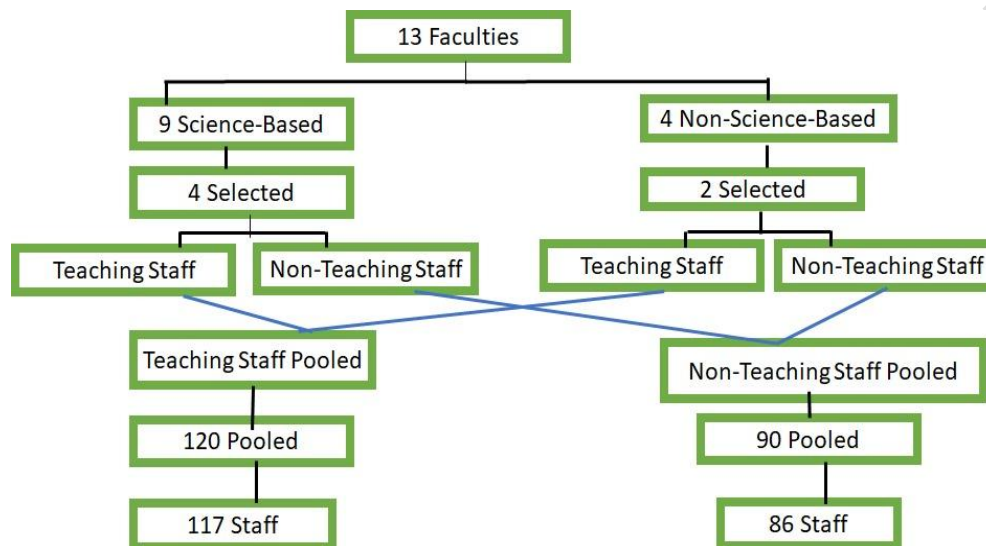 13 Faculties
9 Science-Based
4 Non-Science-Based
4 Selected
2 Selected
Teaching Staff
Non-Teaching Staff
Teaching Staff
Non-Teaching Staff
Teaching Staff Pooled
Non-Teaching Staff Pooled
120 Pooled
90 Pooled
117 Staff
86 Staff